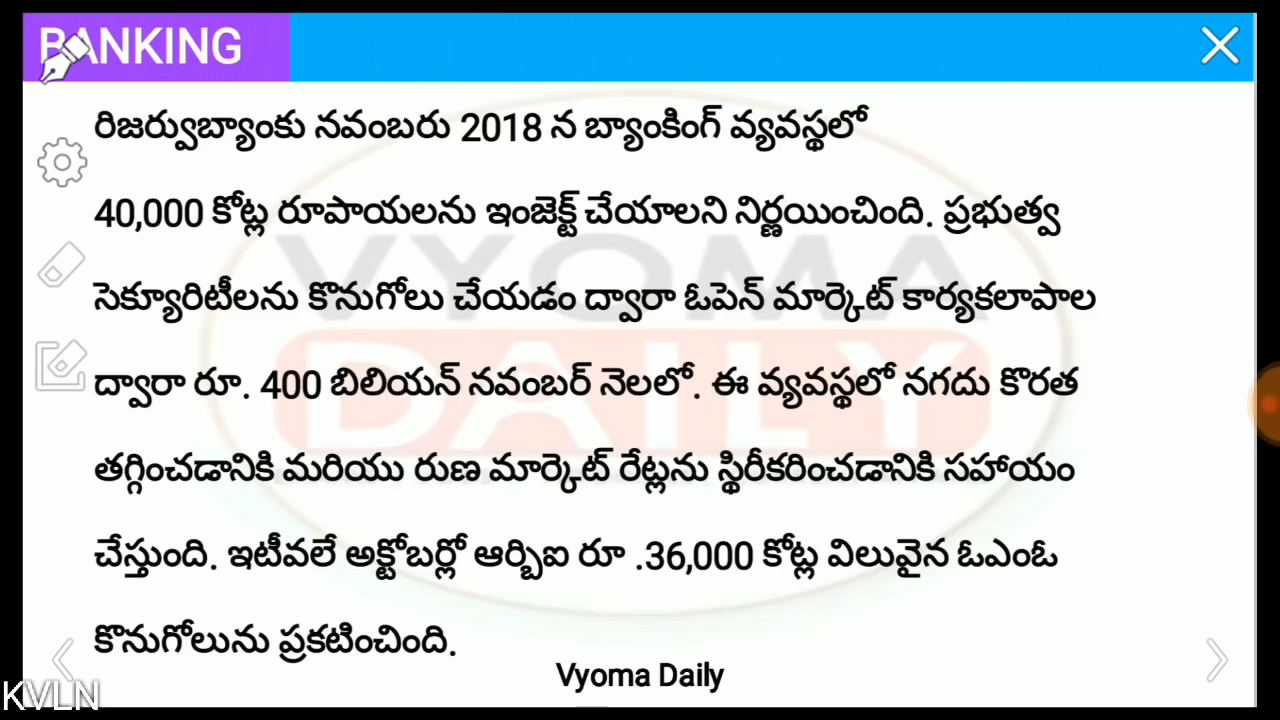 BANKING
రిజర్వుబ్యాంకు నవంబరు 2018 న బ్యాంకింగ్ వ్యవస్థలో
40,000 కోట్ల రూపాయలను ఇంజెక్ట్ చేయాలని నిర్ణయించింది. ప్రభుత్వ
సెక్యూరిటీలను కొనుగోలు చేయడం ద్వారా ఓపెన్ మార్కెట్ కార్యకలాపాల
ద్వారా రూ. 400 బిలియన్ నవంబర్ నెలలో. ఈ వ్యవస్థలో నగదు కొరత
తగ్గించడానికి మరియు రుణ మార్కెట్ రేట్లను స్థిరీకరించడానికి సహాయం
చేస్తుంది. ఇటీవలే అక్టోబర్లో ఆర్బిఐ రూ .36,000 కోట్ల విలువైన ఓఎంఓ
కొనుగోలును ప్రకటించింది.
VYOMA
DAILY
Vyoma Daily
KVLN